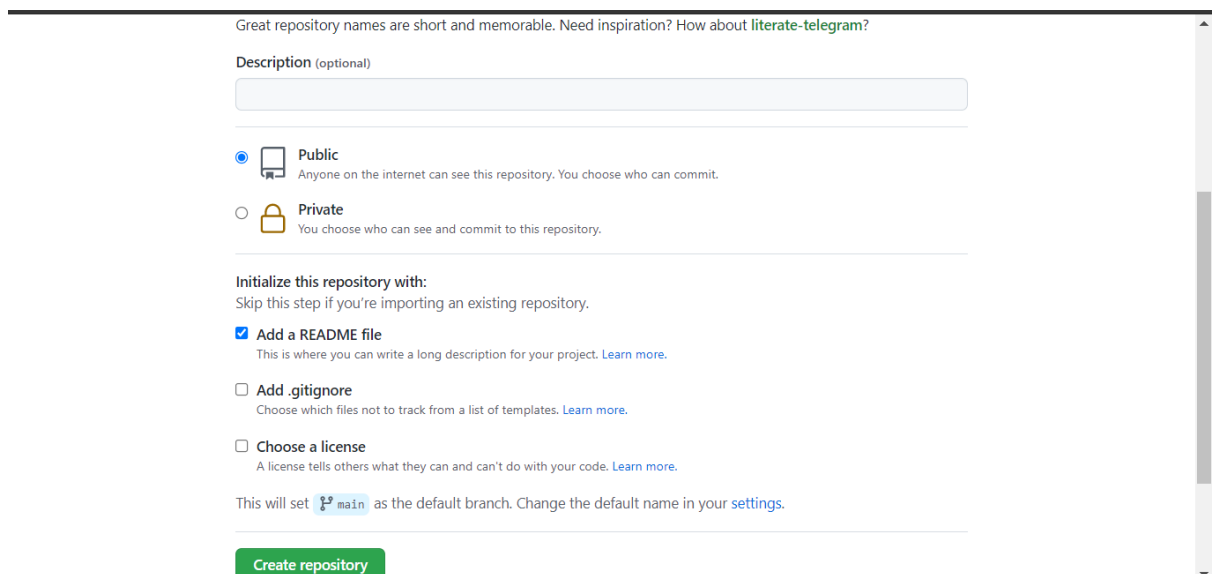 Great repository names are short and memorable. Need inspiration? How about literate-telegram?
Description (optional)
Public
Anyone on the internet can see this repository. You choose who can commit.
Private
You choose who can see and commit to this repository.
Initialize this repository with:
Skip this step if you're importing an existing repository.
Add a README file
This is where you can write a long description for your project. Learn more.
Add .gitignore
Choose which files not to track from a list of templates. Learn more.
Choose a license
A license tells others what they can and can't do with your code. Learn more.
This will set main as the default branch. Change the default name in your settings.
Create repository